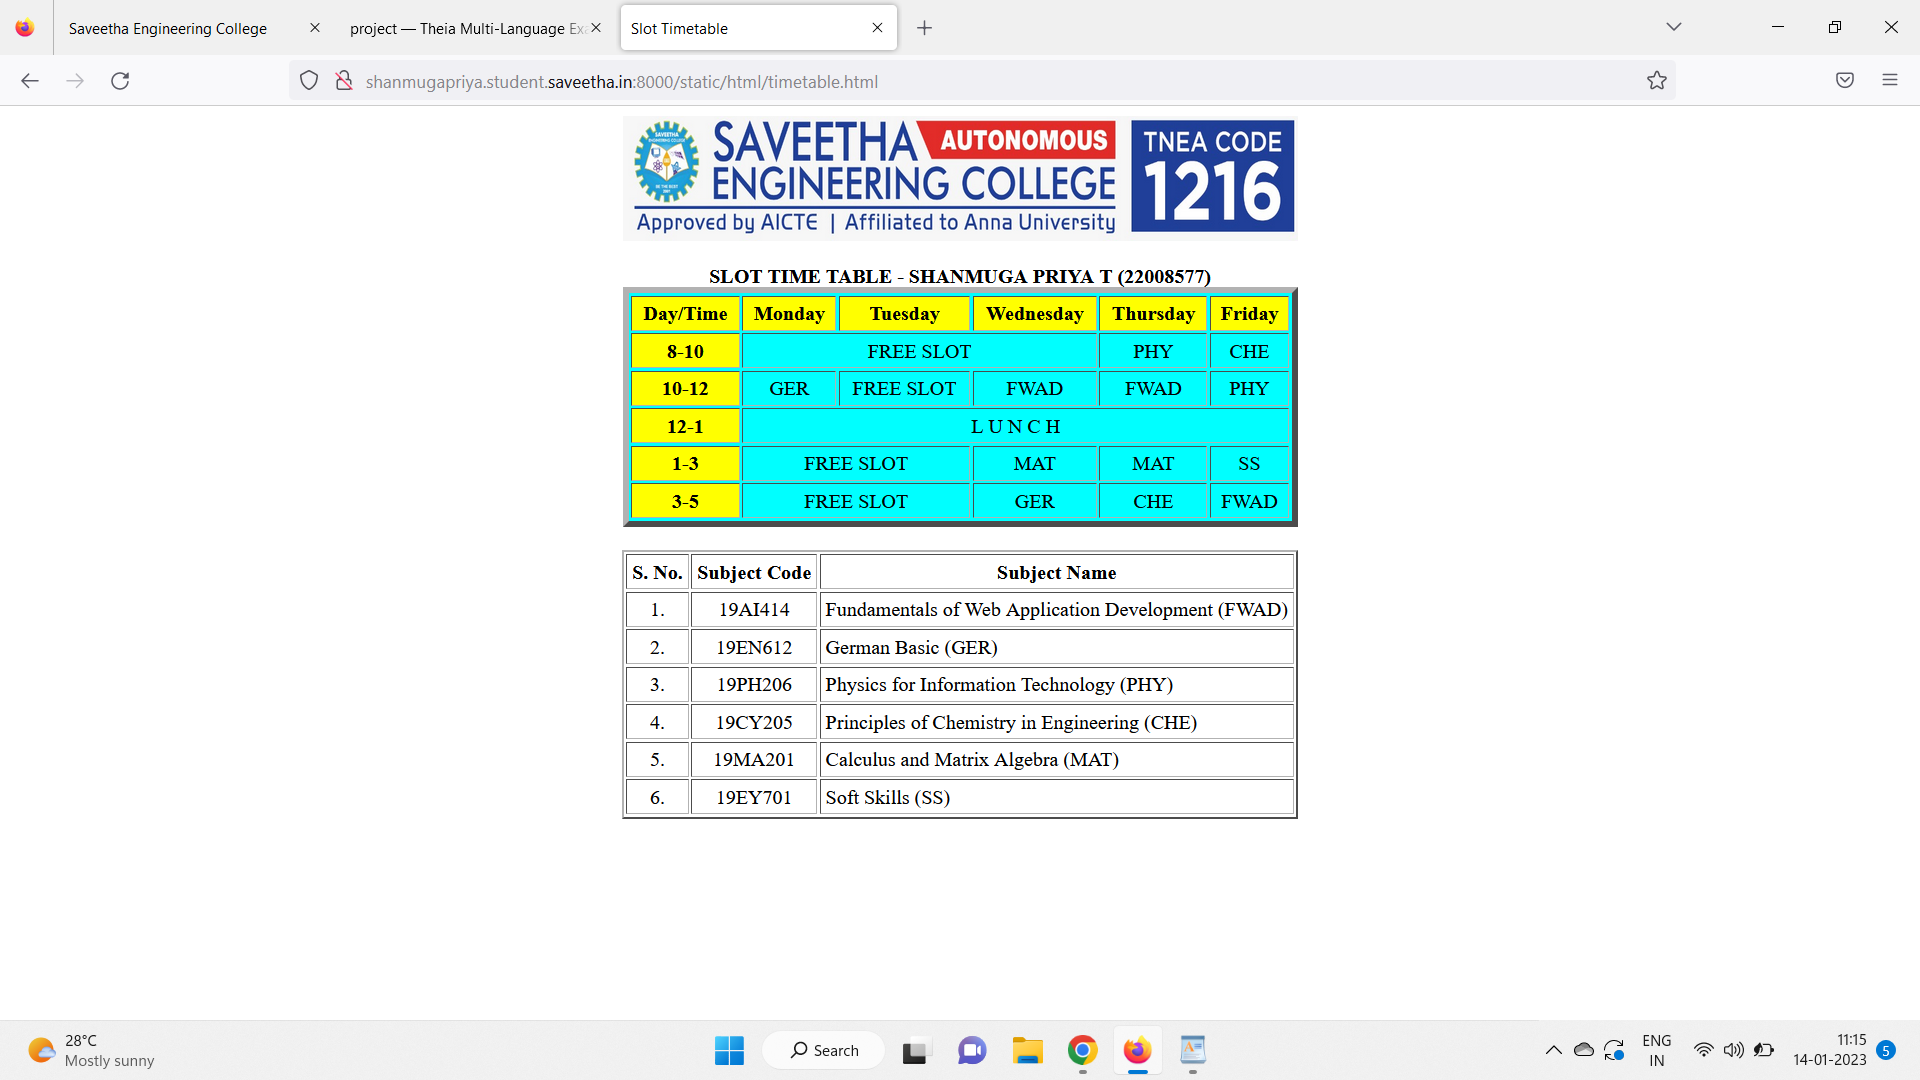 Saveetha Engineering College
project — Theia Multi-Language Ex
Slot Timetable
shanmugapriya.student.saveetha.in:8000/static/html/timetable.html
SAVEETHA AUTONOMOUS
ENGINEERING COLLEGE
Approved by AICTE | Affiliated to Anna University
TNEA CODE
1216
SLOT TIME TABLE - SHANMUGA PRIYA T (22008577)
Day/Time Monday Tuesday Wednesday Thursday Friday
8-10 FREE SLOT PHY CHE
10-12 GER FREE SLOT FWAD FWAD PHY
12-1 L U N C H
1-3 FREE SLOT MAT MAT SS
3-5 FREE SLOT GER CHE FWAD
S. No. Subject Code Subject Name
1. 19AI414 Fundamentals of Web Application Development (FWAD)
2. 19EN612 German Basic (GER)
3. 19PH206 Physics for Information Technology (PHY)
4. 19CY205 Principles of Chemistry in Engineering (CHE)
5. 19MA201 Calculus and Matrix Algebra (MAT)
6. 19EY701 Soft Skills (SS)
28°C
Mostly sunny
Search
ENG
IN
11:15
14-01-2023
5